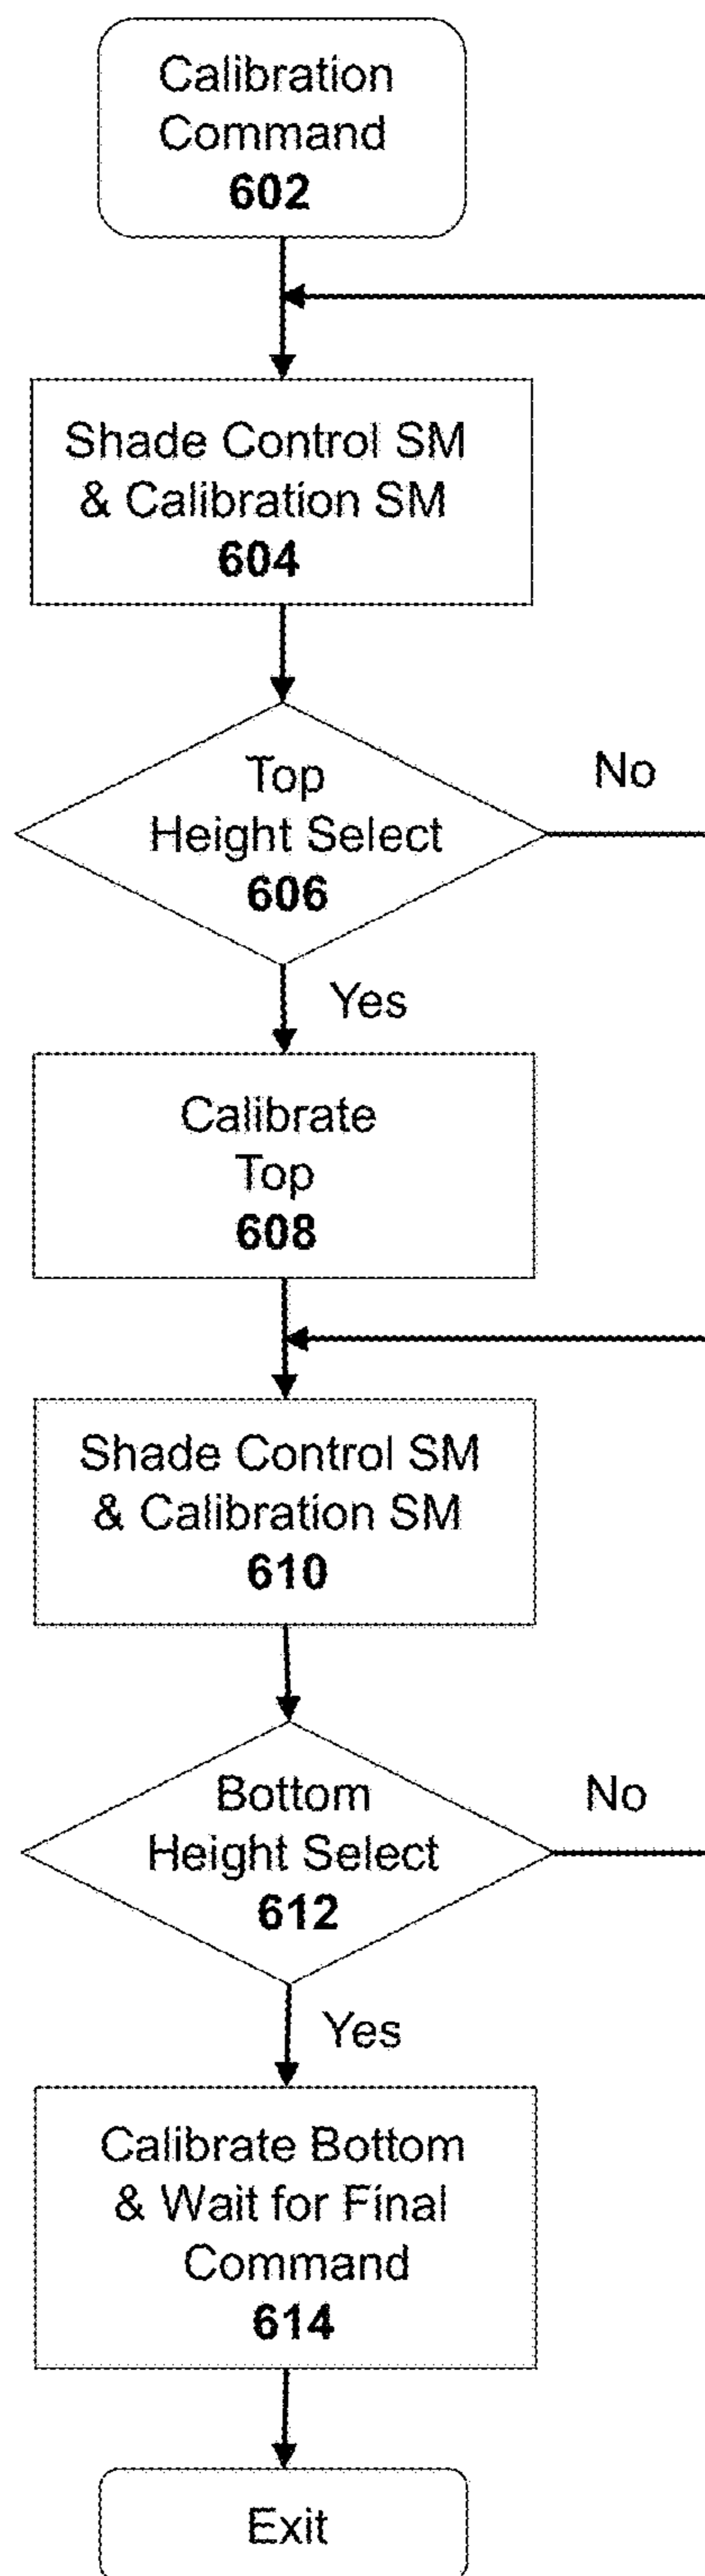 Calibration
Command
602
Shade Control SM
& Calibration SM
604
Top
Height Select
606
No
Yes
Calibrate
Top
608
Shade Control SM
& Calibration SM
610
Bottom
Height Select
612
No
Yes
Calibrate Bottom
& Wait for Final
Command
614
Exit